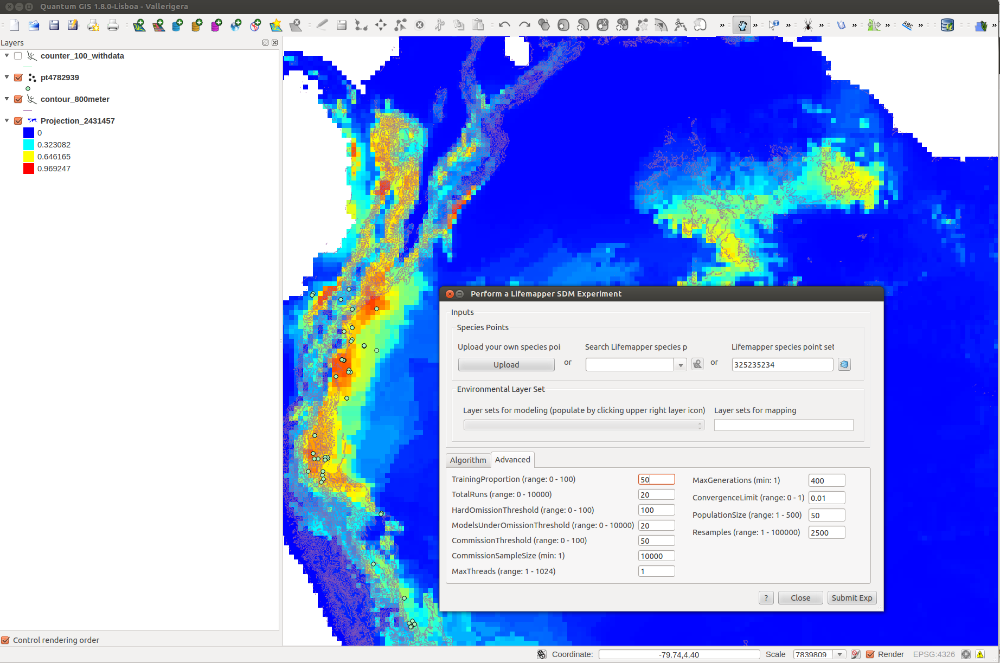 Quantum GIS 1.8.0-Lisboa - Vallerigera
ABC
Layers
counter_100_withdata
pt4782939
contour_800meter
Projection_2431457
0
0.323082
0.646165
0.969247
Control rendering order
Perform a Lifemapper SDM Experiment
Inputs
Species Points
Upload your own species poi
Search Lifemapper species p
Lifemapper species point set
Upload
or
or
325235234
Environmental Layer Set
Layer sets for modeling (populate by clicking upper right layer icon)
Layer sets for mapping
Algorithm
Advanced
TrainingProportion (range: 0 - 100) 50
TotalRuns (range: 0 - 10000) 20
HardOmissionThreshold (range: 0 - 100) 100
ModelsUnderOmissionThreshold (range: 0 - 10000) 20
CommissionThreshold (range: 0 - 100) 50
CommissionSampleSize (min: 1) 10000
MaxThreads (range: 1 - 1024) 1
MaxGenerations (min: 1) 400
ConvergenceLimit (range: 0 - 1) 0.01
PopulationSize (range: 1 - 500) 50
Resamples (range: 1 - 100000) 2500
? Close Submit Exp
Coordinate: -79.74,4.40 Scale 7839809 Render EPSG:4326